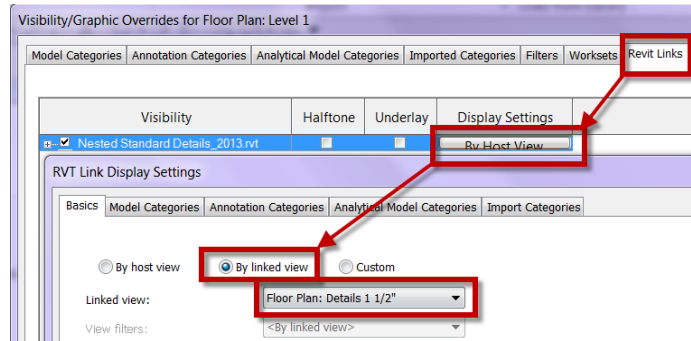 Visibility/Graphic Overrides for Floor Plan: Level 1
Model Categories Annotation Categories Analytical Model Categories Imported Categories Filters Worksets Revit Links
Visibility Halftone Underlay Display Settings
Nested Standard Details_2013.rvt By Host View
RVT Link Display Settings
Basics Model Categories Annotation Categories Analytical Model Categories Import Categories
By host view By linked view Custom
Linked view: Floor Plan: Details 1 1/2"
View filters: <By linked view>